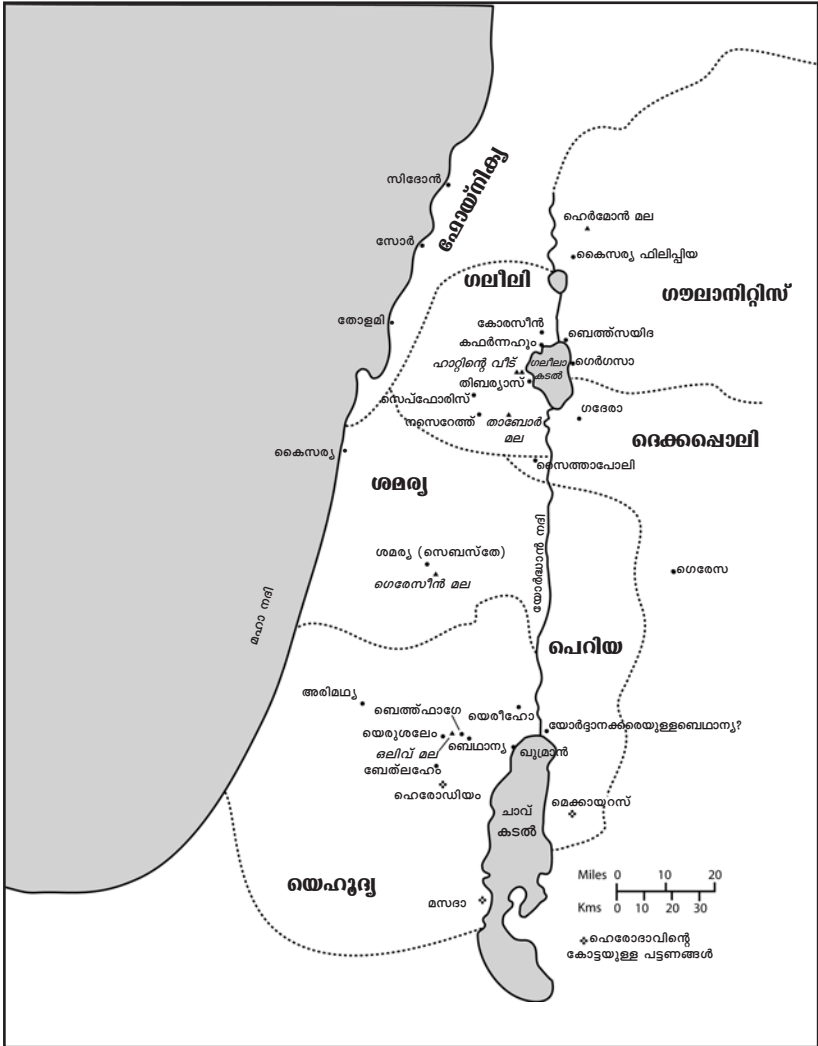 സിദോൻ
ഫോയ്നിക്യ
ഹെർമോൻ മല
സോർ
കൈസര്യ ഫിലിപ്പിയ
ഗലീലി
ഗൗലാനിറ്റിസ്
തോളമി
കോരസീൻ
ബെത്ത്സയിദ
കഫർന്നഹും
ഹാറ്റിന്റെ വീട്
ഗലീലാ
കടൽ
ഗെർഗസാ
തിബര്യാസ്
സെപ്ഫോരിസ്
നസറേത്ത്
താബോർ
മല
ഗദേരാ
ദെക്കപ്പൊലി
കൈസര്യ
സൈത്താപോലി
ശമര്യ
യോർദ്ധാൻ നദി
ശമര്യ (സെബസ്തേ)
ഗെരേസ
ഗെരേസീൻ മല
മഹാ നദി
പെറിയ
അരിമഥ്യ
ബെത്ത്ഫാഗേ
യെരീഹോ
യോർദ്ദാനക്കരെയുള്ളബെഥാന്യ?
യെരുശലേം
ബെഥാന്യ
ഖുമ്രാൻ
ഒലിവ് മല
ബേത്‌ലഹേം
ഹെരോഡിയം
മെക്കായറസ്
ചാവ്
കടൽ
യെഹൂദ്യ
മസദാ
Miles 0 10 20
Kms 0 10 20 30
ഹെരോദാവിന്റെ
കോട്ടയുള്ള പട്ടണങ്ങൾ